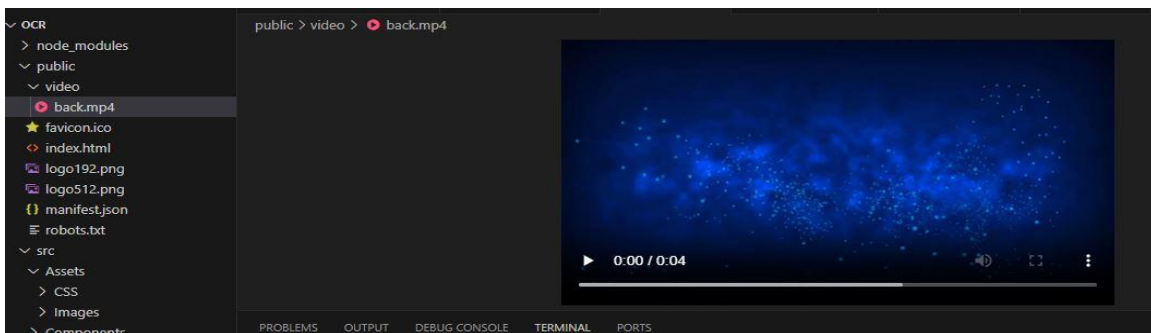 OCR
node_modules
public
video
back.mp4
favicon.ico
index.html
logo192.png
logo512.png
manifest.json
robots.txt
src
Assets
CSS
Images
Components
public > video > back.mp4
0:00 / 0:04
PROBLEMS OUTPUT DEBUG CONSOLE TERMINAL PORTS